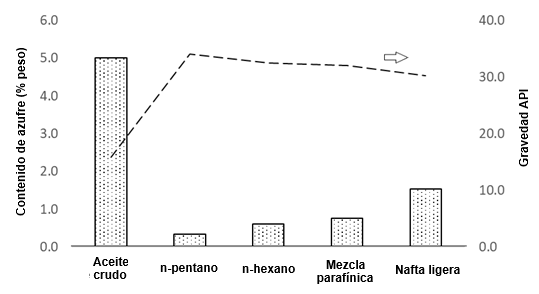 6.0
5.0
4.0
3.0
2.0
1.0
0.0
Contenido de azufre (% peso)
40.0
30.0
20.0
10.0
0.0
Gravedad API
Aceite
crudo
n-pentano
n-hexano
Mezcla
parafínica
Nafta ligera